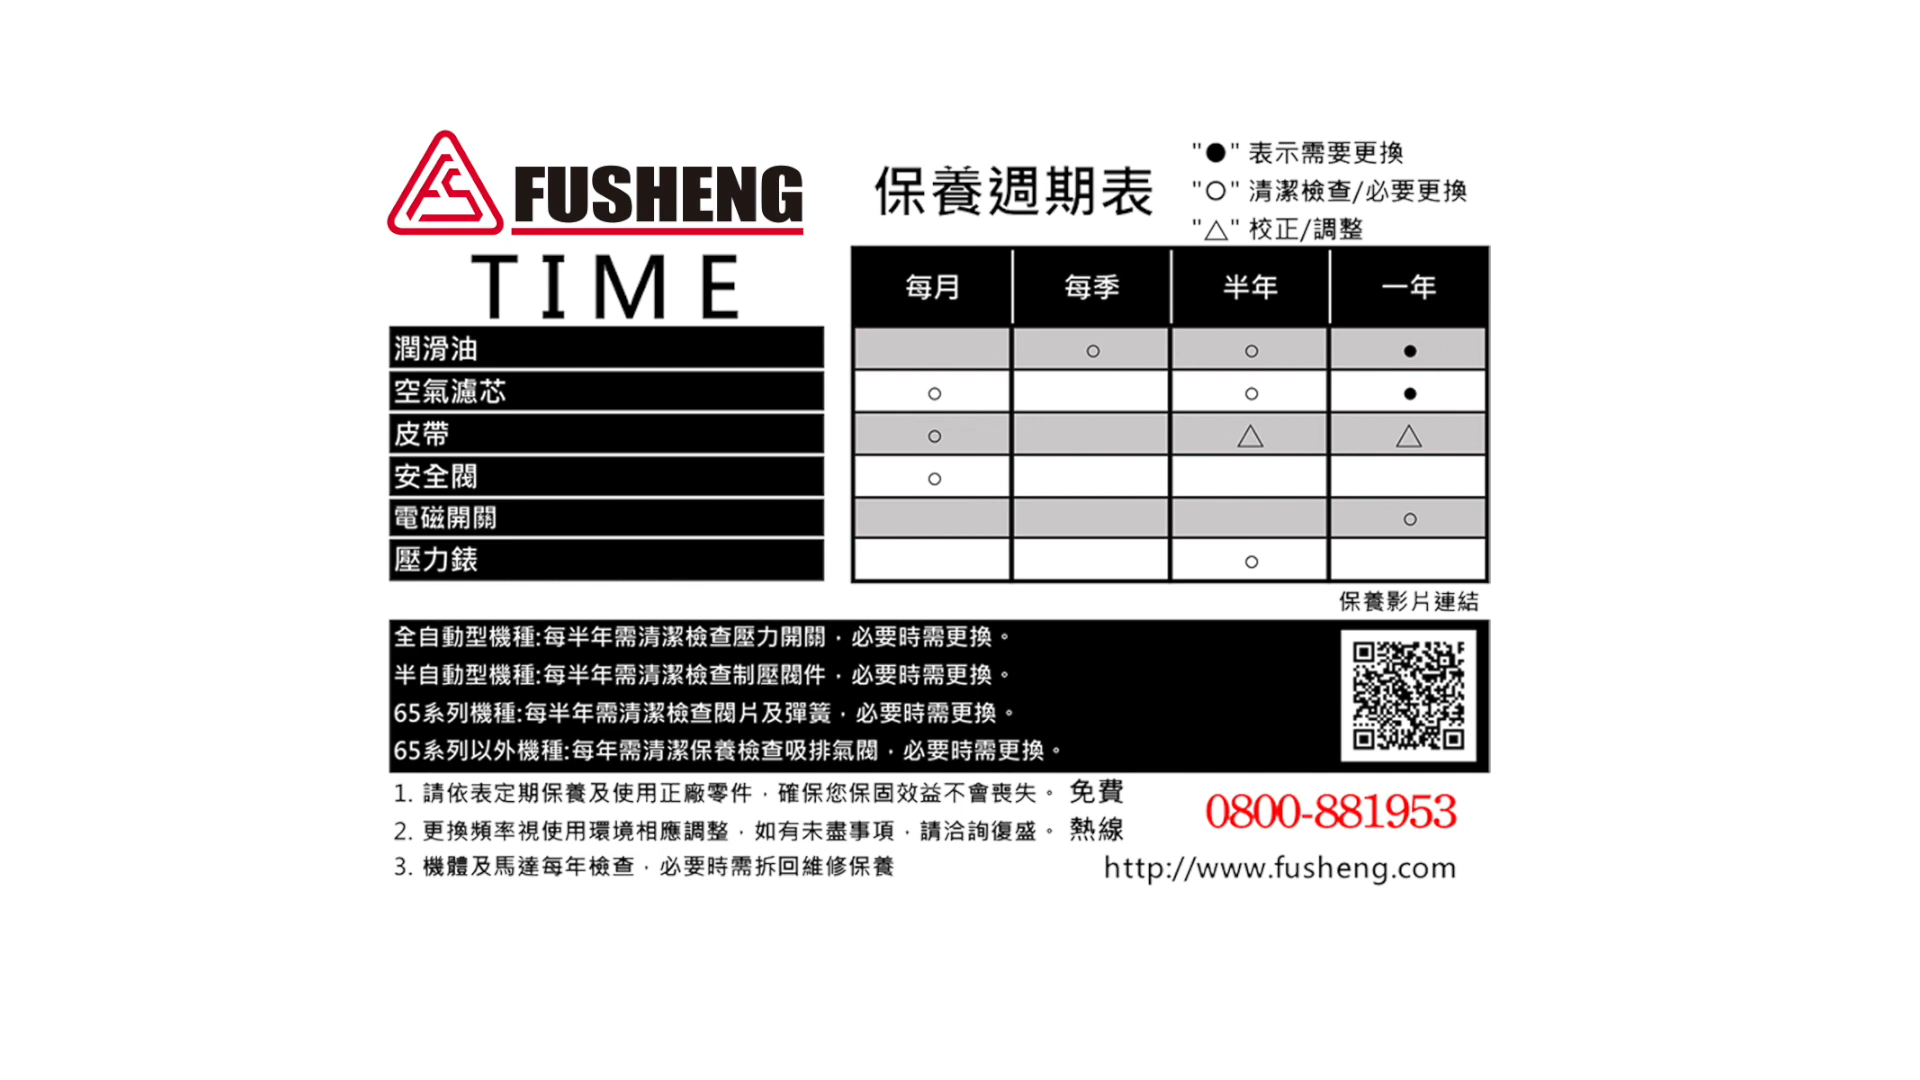 FUSHENG
保養週期表
"●" 表示需要更換
"○" 清潔檢查/必要更換
"△" 校正/調整
TIME
每月 每季 半年 一年
潤滑油 ○ ○ ●
空氣濾芯 ○ ○ ●
皮帶 ○ △ △
安全閥 ○
電磁開關 ○
壓力錶 ○
保養影片連結
全自動型機種:每半年需清潔檢查壓力開關，必要時需更換。
半自動型機種:每半年需清潔檢查制壓閥件，必要時需更換。
65系列機種:每半年需清潔檢查閥片及彈簧，必要時需更換。
65系列以外機種:每年需清潔保養檢查吸排氣閥，必要時需更換。
1. 請依表定期保養及使用正廠零件，確保您保固效益不會喪失。
2. 更換頻率視使用環境相應調整，如有未盡事項，請洽詢復盛。
3. 機體及馬達每年檢查，必要時需拆回維修保養
免費
熱線
0800-881953
http://www.fusheng.com